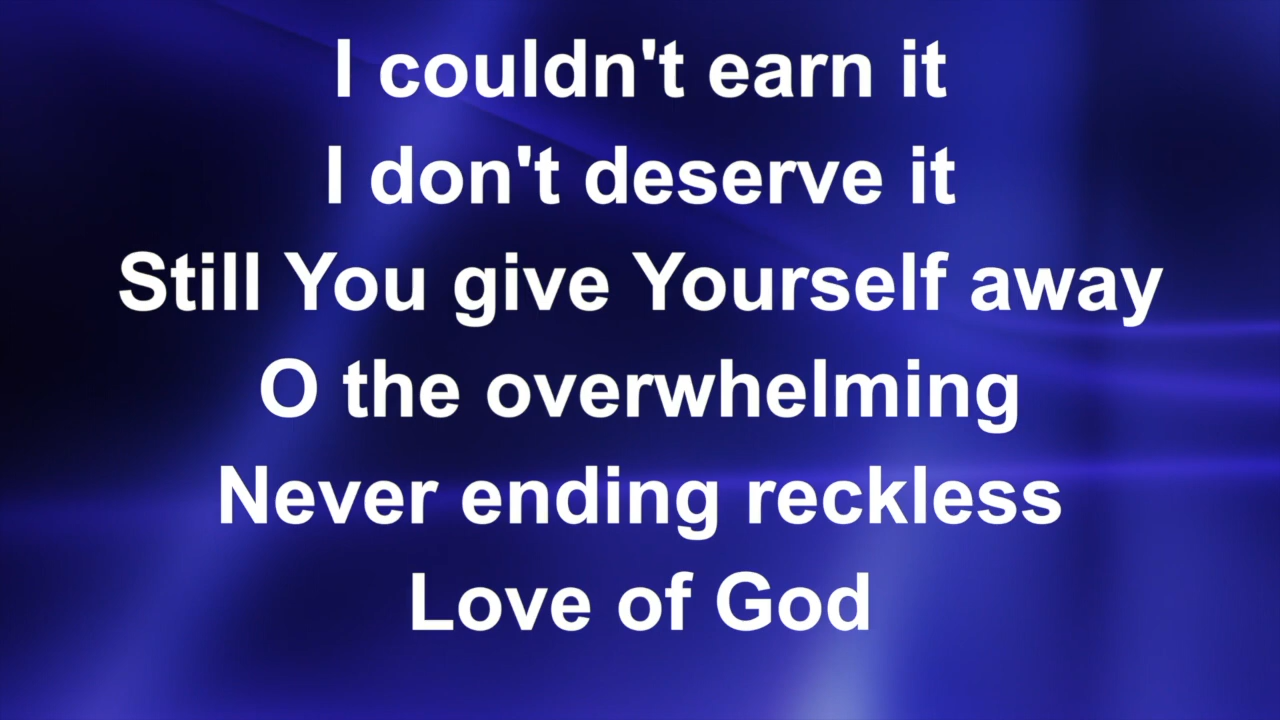 I couldn't earn it
I don't deserve it
Still You give Yourself away
O the overwhelming
Never ending reckless
Love of God